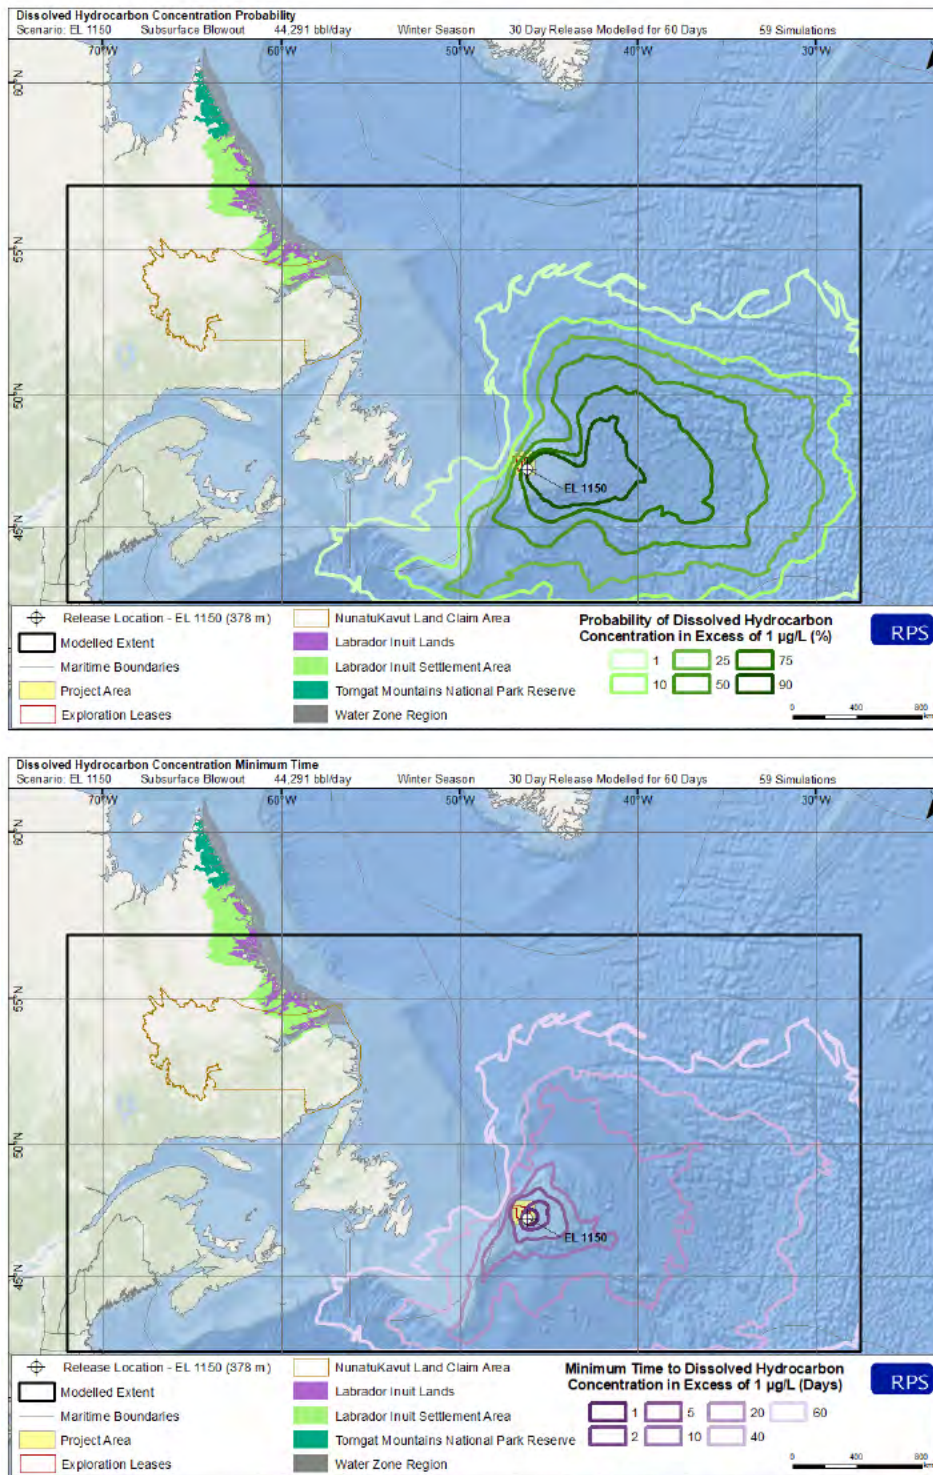 Dissolved Hydrocarbon Concentration Probability
Scenario: EL 1150 Subsurface Blowout 44,291 bbl/day Winter Season 30 Day Release Modelled for 60 Days 59 Simulations
70°W 60°W 50°W 40°W 30°W
60°N
55°N
50°N
45°N
EL 1150
Release Location - EL 1150 (378 m)
Modelled Extent
Maritime Boundaries
Project Area
Exploration Leases
NunatuKavut Land Claim Area
Labrador Inuit Lands
Labrador Inuit Settlement Area
Torngat Mountains National Park Reserve
Water Zone Region
Probability of Dissolved Hydrocarbon
Concentration in Excess of 1 µg/L (%)
1 25 75
10 50 90
RPS
0 400 800
km
Dissolved Hydrocarbon Concentration Minimum Time
Scenario: EL 1150 Subsurface Blowout 44,291 bbl/day Winter Season 30 Day Release Modelled for 60 Days 59 Simulations
70°W 60°W 50°W 40°W 30°W
60°N
55°N
50°N
45°N
EL 1150
Release Location - EL 1150 (378 m)
Modelled Extent
Maritime Boundaries
Project Area
Exploration Leases
NunatuKavut Land Claim Area
Labrador Inuit Lands
Labrador Inuit Settlement Area
Torngat Mountains National Park Reserve
Water Zone Region
Minimum Time to Dissolved Hydrocarbon
Concentration in Excess of 1 µg/L (Days)
1 5 20 60
2 10 40
RPS
0 400 800
km